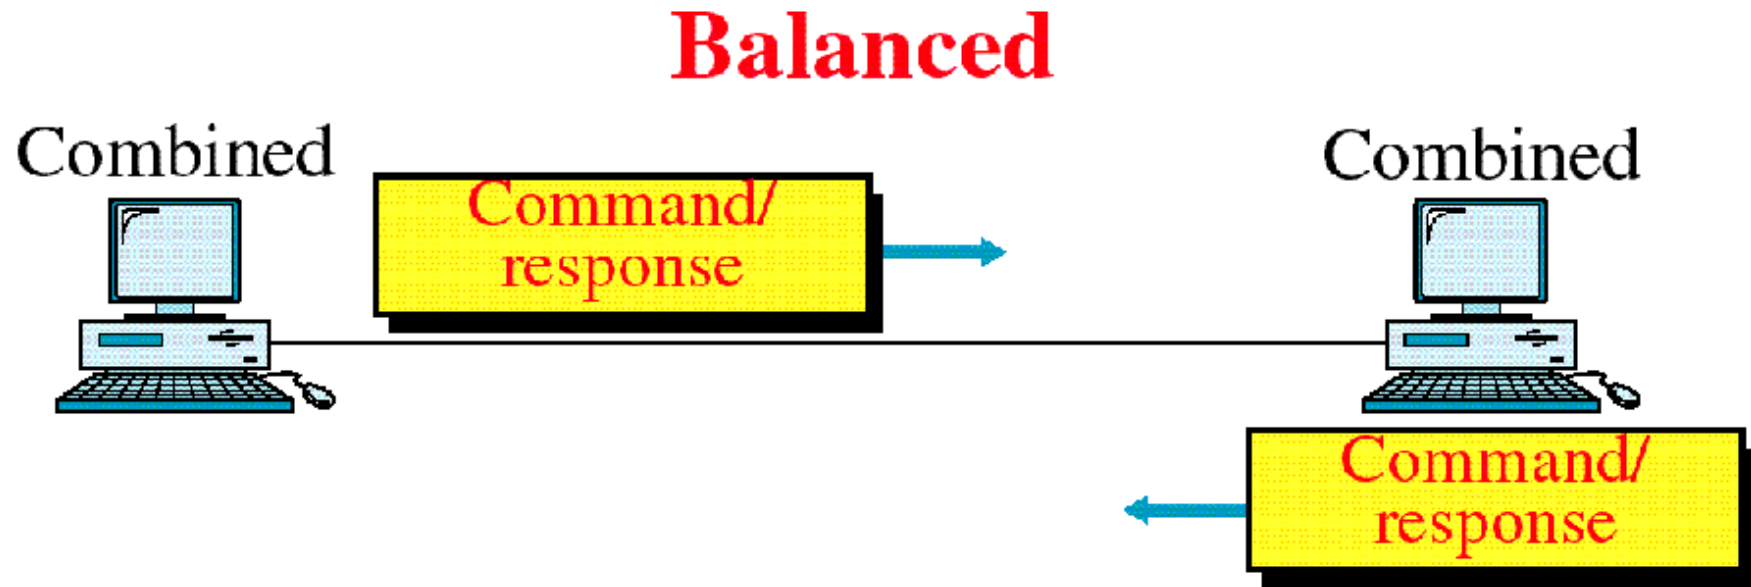 Balanced
Combined
Combined
Command/
response
Command/
response